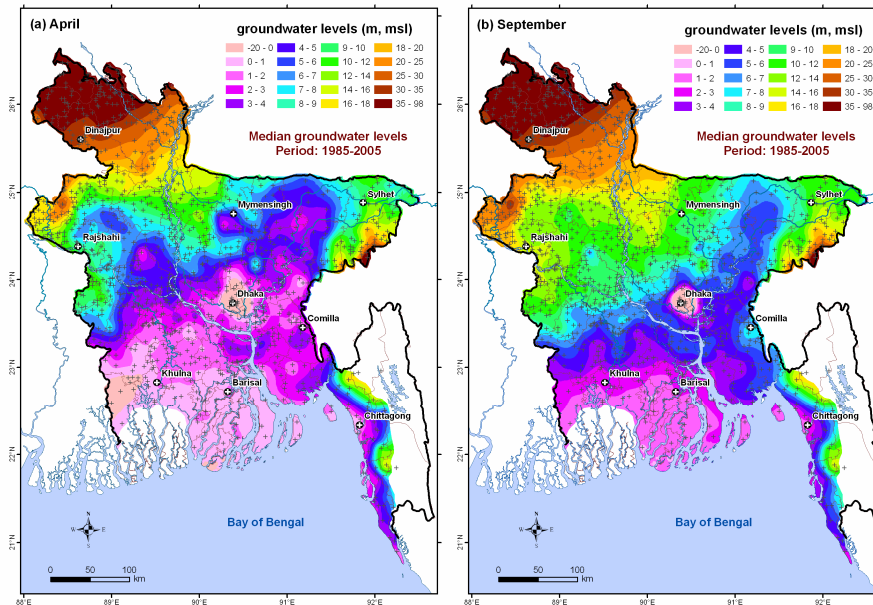 (a) April
groundwater levels (m, msl)
-20 - 0 4 - 5 9 - 10 18 - 20
0 - 1 5 - 6 10 - 12 20 - 25
1 - 2 6 - 7 12 - 14 25 - 30
2 - 3 7 - 8 14 - 16 30 - 35
3 - 4 8 - 9 16 - 18 35 - 98
Median groundwater levels
Period: 1985-2005
26°N
25°N
24°N
23°N
22°N
21°N
Dinajpur
Sylhet
Mymensingh
Rajshahi
Dhaka
Comilla
Khulna
Barisal
Chittagong
Bay of Bengal
N
W E
S
0 50 100
km
88°E 89°E 90°E 91°E 92°E
(b) September
groundwater levels (m, msl)
-20 - 0 4 - 5 9 - 10 18 - 20
0 - 1 5 - 6 10 - 12 20 - 25
1 - 2 6 - 7 12 - 14 25 - 30
2 - 3 7 - 8 14 - 16 30 - 35
3 - 4 8 - 9 16 - 18 35 - 98
Median groundwater levels
Period: 1985-2005
26°N
25°N
24°N
23°N
22°N
21°N
Dinajpur
Sylhet
Mymensingh
Rajshahi
Dhaka
Comilla
Khulna
Barisal
Chittagong
Bay of Bengal
N
W E
S
0 50 100
km
88°E 89°E 90°E 91°E 92°E